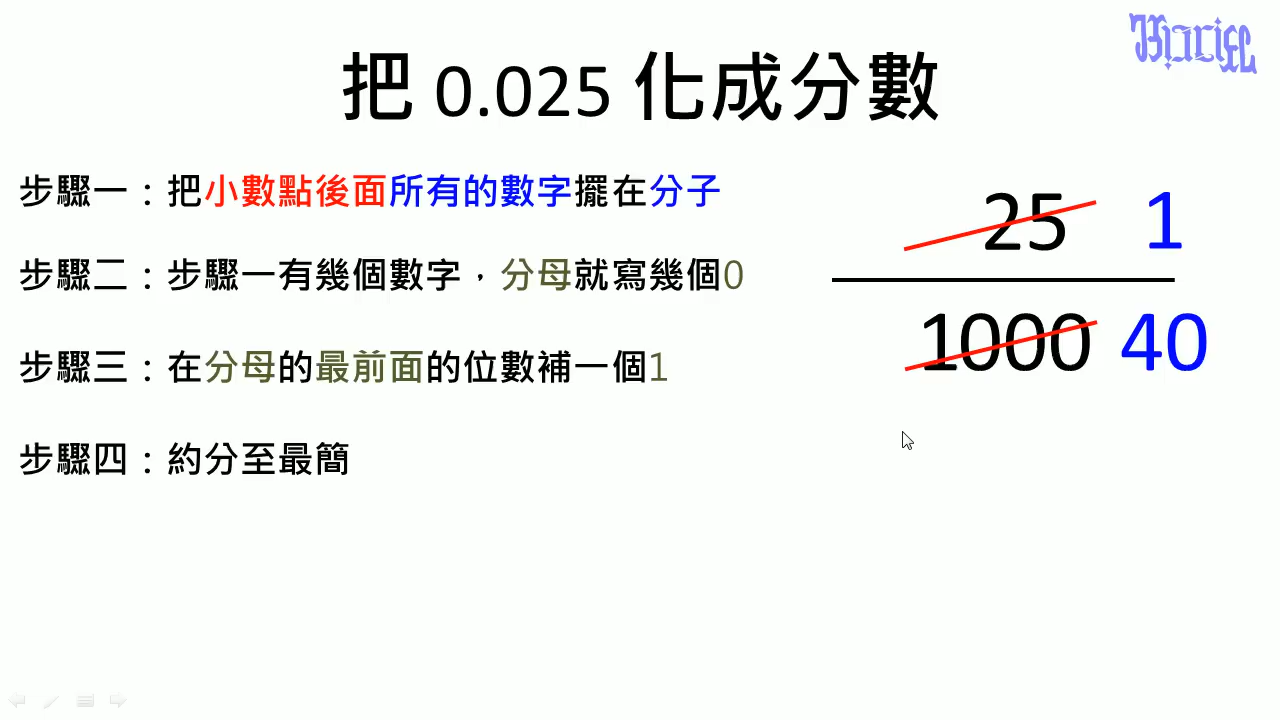 把 0.025 化成分數
步驟一：把小數點後面所有的數字擺在分子
步驟二：步驟一有幾個數字，分母就寫幾個0
步驟三：在分母的最前面的位數補一個1
步驟四：約分至最簡
25 1
1000 40